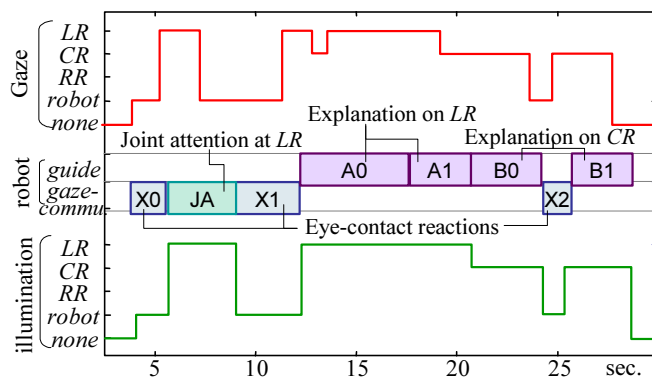 Gaze
LR
CR
RR
robot
none
Explanation on LR
Joint attention at LR
Explanation on CR
robot
guide
gaze-
commu.
A0
A1
B0
B1
X0
JA
X1
X2
Eye-contact reactions
illumination
LR
CR
RR
robot
none
5
10
15
20
25
sec.